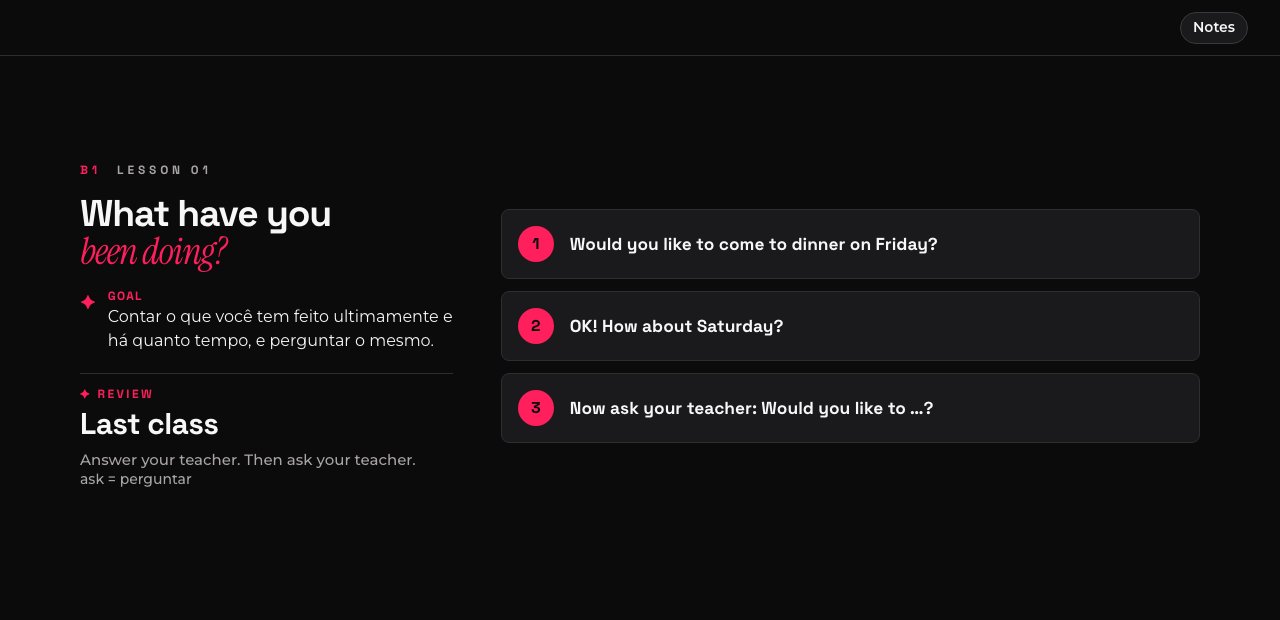 Notes
B1 LESSON 01
What have you
been doing?
GOAL
Contar o que você tem feito ultimamente e
há quanto tempo, e perguntar o mesmo.
REVIEW
Last class
Answer your teacher. Then ask your teacher.
ask = perguntar
1 Would you like to come to dinner on Friday?
2 OK! How about Saturday?
3 Now ask your teacher: Would you like to …?